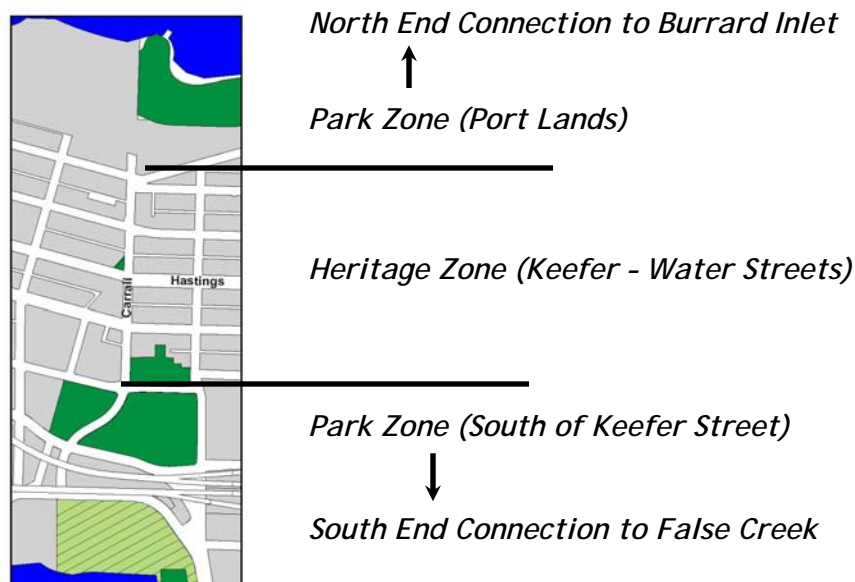 North End Connection to Burrard Inlet
Park Zone (Port Lands)
Heritage Zone (Keefer - Water Streets)
Hastings
Carrall
Park Zone (South of Keefer Street)
South End Connection to False Creek